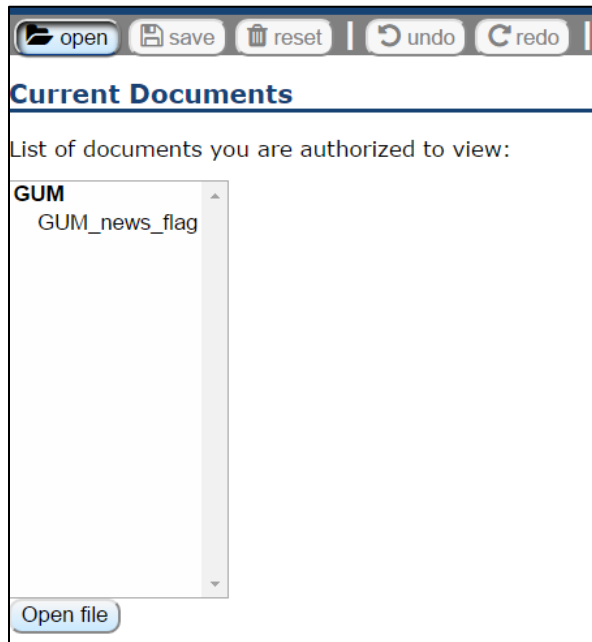 open save reset undo redo
Current Documents
List of documents you are authorized to view:
GUM
GUM_news_flag
Open file